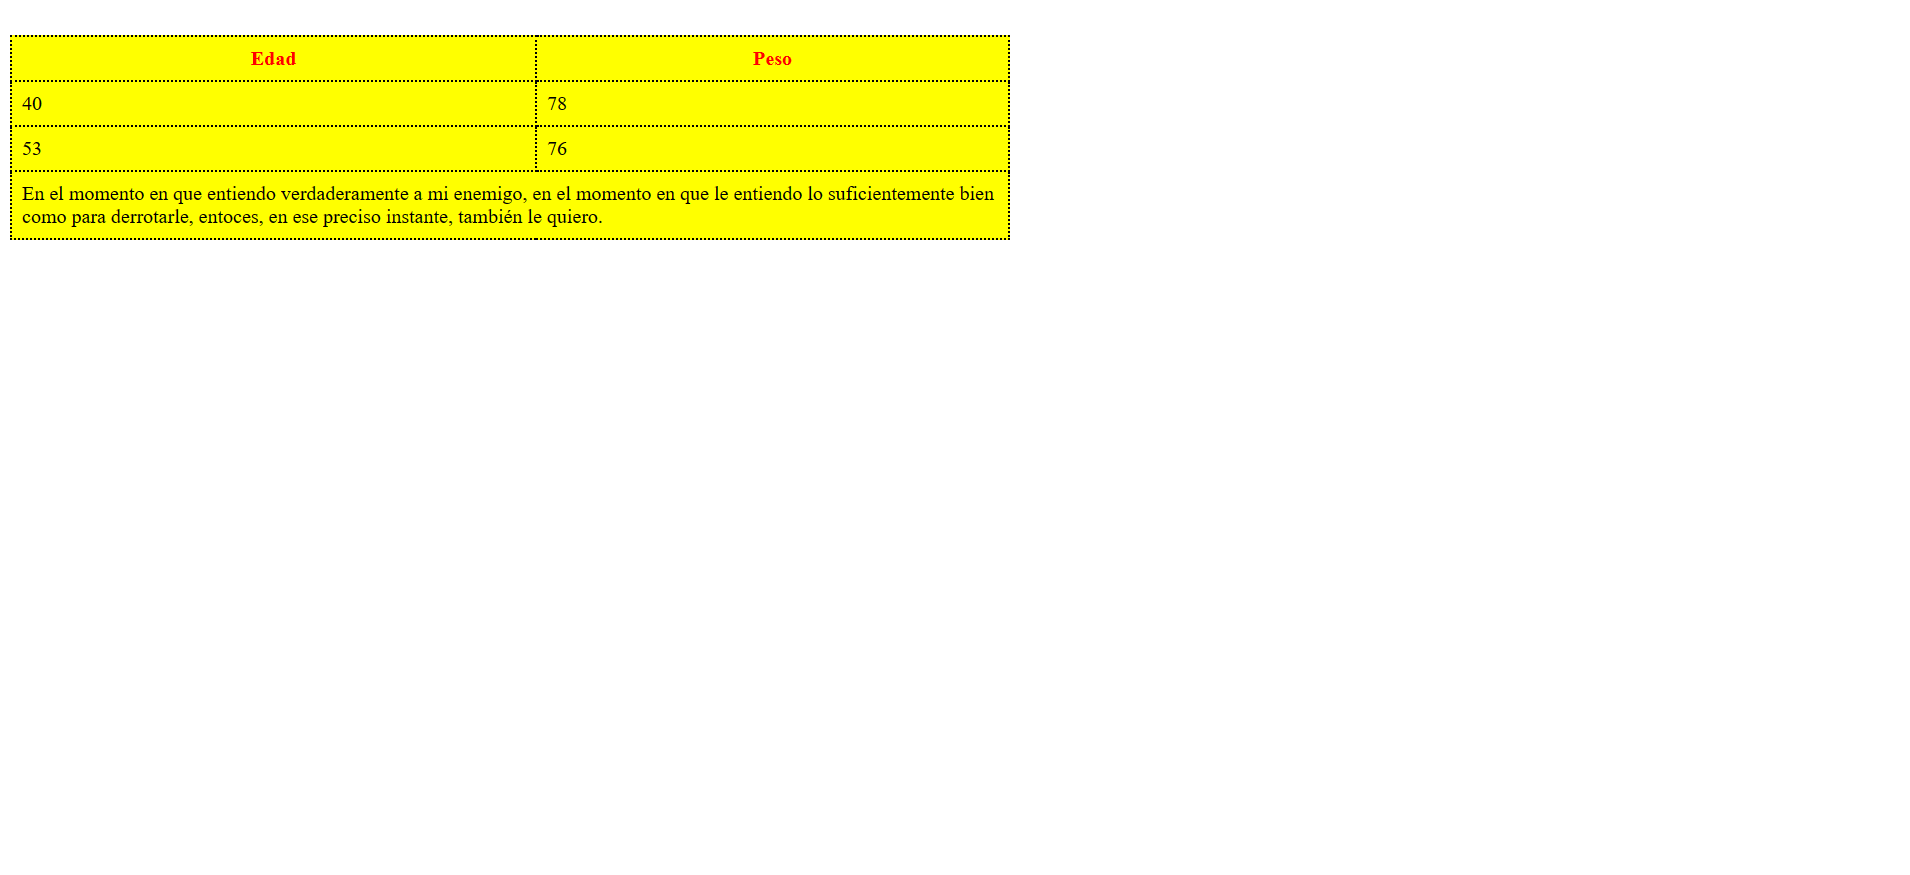 Edad Peso
40 78
53 76
En el momento en que entiendo verdaderamente a mi enemigo, en el momento en que le entiendo lo suficientemente bien
como para derrotarle, entoces, en ese preciso instante, también le quiero.